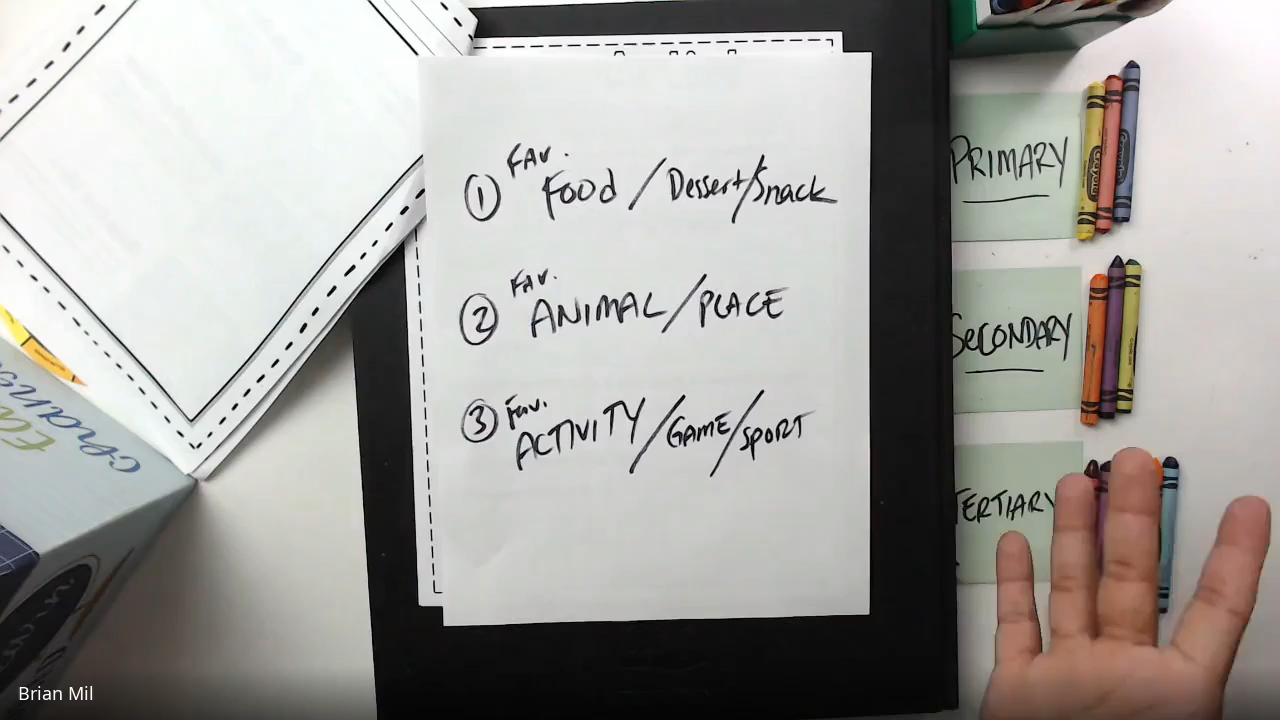 ① FAV.
Food / Dessert/Snack
② FAV.
ANIMAL/PLACE
③ Fav.
ACTIVITY/GAME/SPORT
PRIMARY
SECONDARY
TERTIARY
Brian Mil